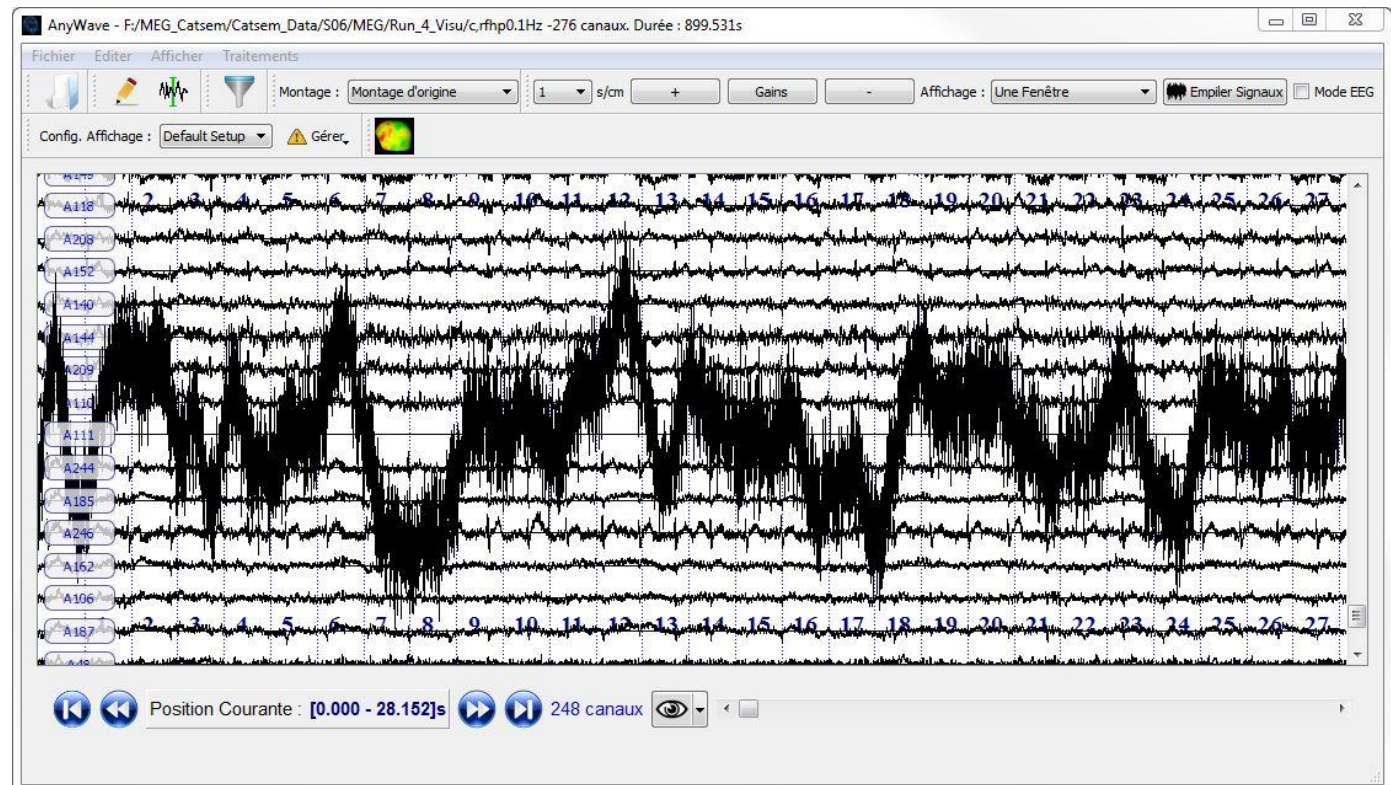 AnyWave - F:/MEG_Catsem/Catsem_Data/S06/MEG/Run_4_Visu/c,rfhp0.1Hz -276 canaux. Durée : 899.531s
Fichier Editer Afficher Traitements
Montage : Montage d'origine 1 s/cm + Gains - Affichage : Une Fenêtre Empiler Signaux Mode EEG
Config. Affichage : Default Setup Gérer
A149
A118 1 2 3 4 5 6 7 8 9 10 11 12 13 14 15 16 17 18 19 20 21 22 23 24 25 26 27
A208
A152
A140
A144
A209
A110
A111
A244
A185
A246
A162
A106
A187 1 2 3 4 5 6 7 8 9 10 11 12 13 14 15 16 17 18 19 20 21 22 23 24 25 26 27
Position Courante : [0.000 - 28.152]s 248 canaux